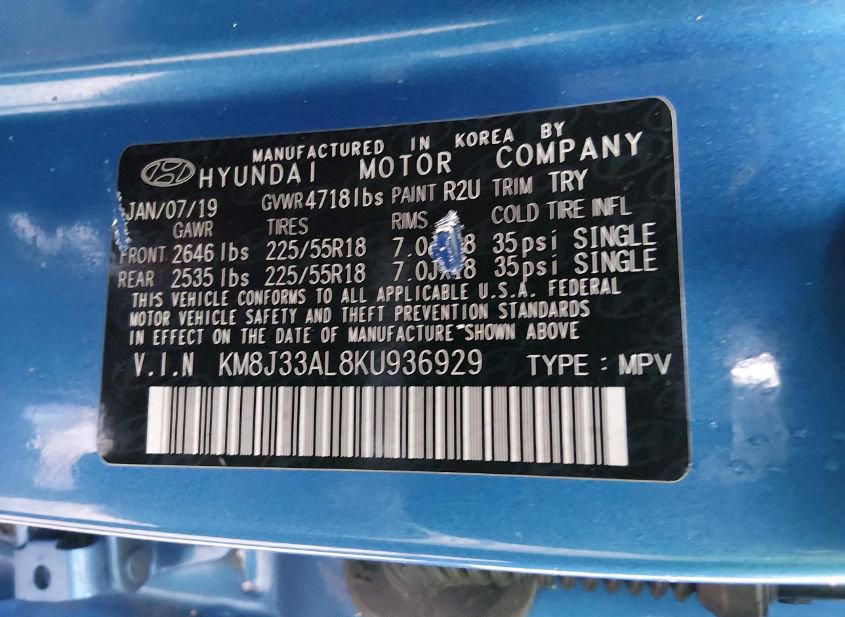 MANUFACTURED IN KOREA BY
HYUNDAI MOTOR COMPANY
JAN/07/19 GVWR 4718lbs PAINT R2U TRIM TRY
GAWR TIRES RIMS COLD TIRE INFL
FRONT 2646 lbs 225/55R18 35psi SINGLE
REAR 2535 lbs 225/55R18 7.0Jx18 35psi SINGLE
THIS VEHICLE CONFORMS TO ALL APPLICABLE U.S.A. FEDERAL
MOTOR VEHICLE SAFETY AND THEFT PREVENTION STANDARDS
IN EFFECT ON THE DATE OF MANUFACTURE SHOWN ABOVE
V.I.N KM8J33AL8KU936929 TYPE : MPV